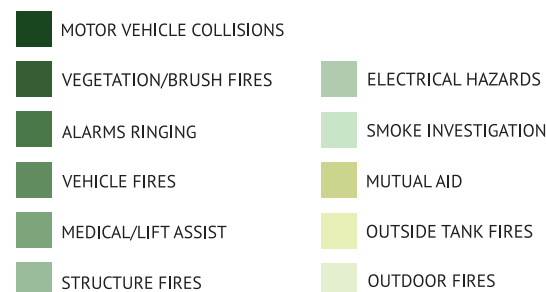 MOTOR VEHICLE COLLISIONS
VEGETATION/BRUSH FIRES
ALARMS RINGING
VEHICLE FIRES
MEDICAL/LIFT ASSIST
STRUCTURE FIRES
ELECTRICAL HAZARDS
SMOKE INVESTIGATION
MUTUAL AID
OUTSIDE TANK FIRES
OUTDOOR FIRES